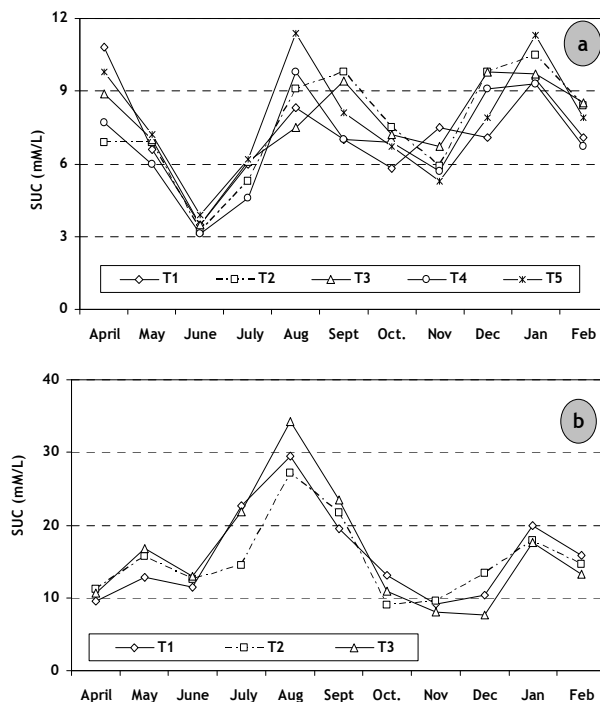 12
9
6
3
0
SUC (mM/L)
a
T1 T2 T3 T4 T5
April May June July Aug Sept Oct. Nov Dec Jan Feb
40
30
20
10
0
SUC (mM/L)
b
T1 T2 T3
April May June July Aug Sept Oct. Nov Dec Jan Feb